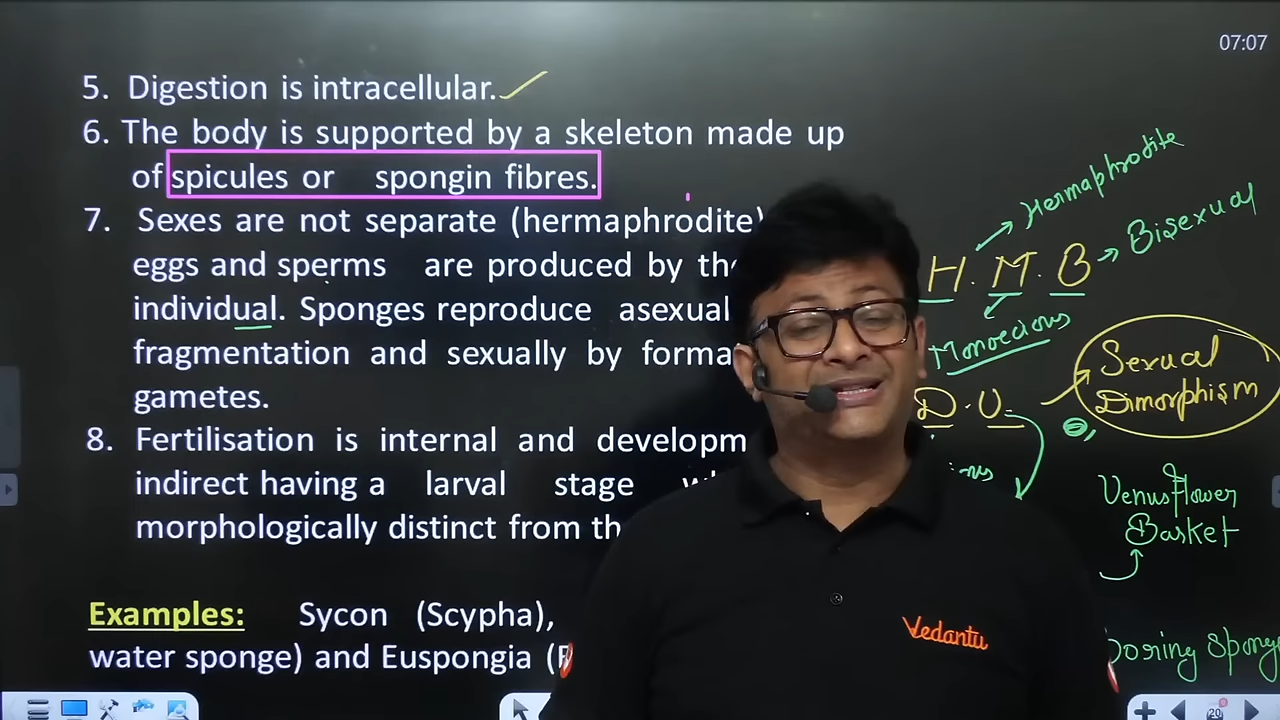 07:07
5. Digestion is intracellular.
6. The body is supported by a skeleton made up
of spicules or spongin fibres.
7. Sexes are not separate (hermaphrodite)
eggs and sperms are produced by the
individual. Sponges reproduce asexual
fragmentation and sexually by forma
gametes.
8. Fertilisation is internal and developm
indirect having a larval stage
morphologically distinct from th
Examples: Sycon (Scypha),
water sponge) and Euspongia (
Hermaphrodite
H. M. B → Bisexual
Monoecious
Sexual
Dimorphism
D. U.
Venus flower
Basket
Boring Sponge
Vedantu
20